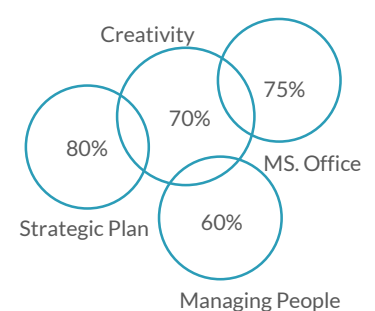 Creativity
75%
70%
80%
MS. Office
Strategic Plan
60%
Managing People